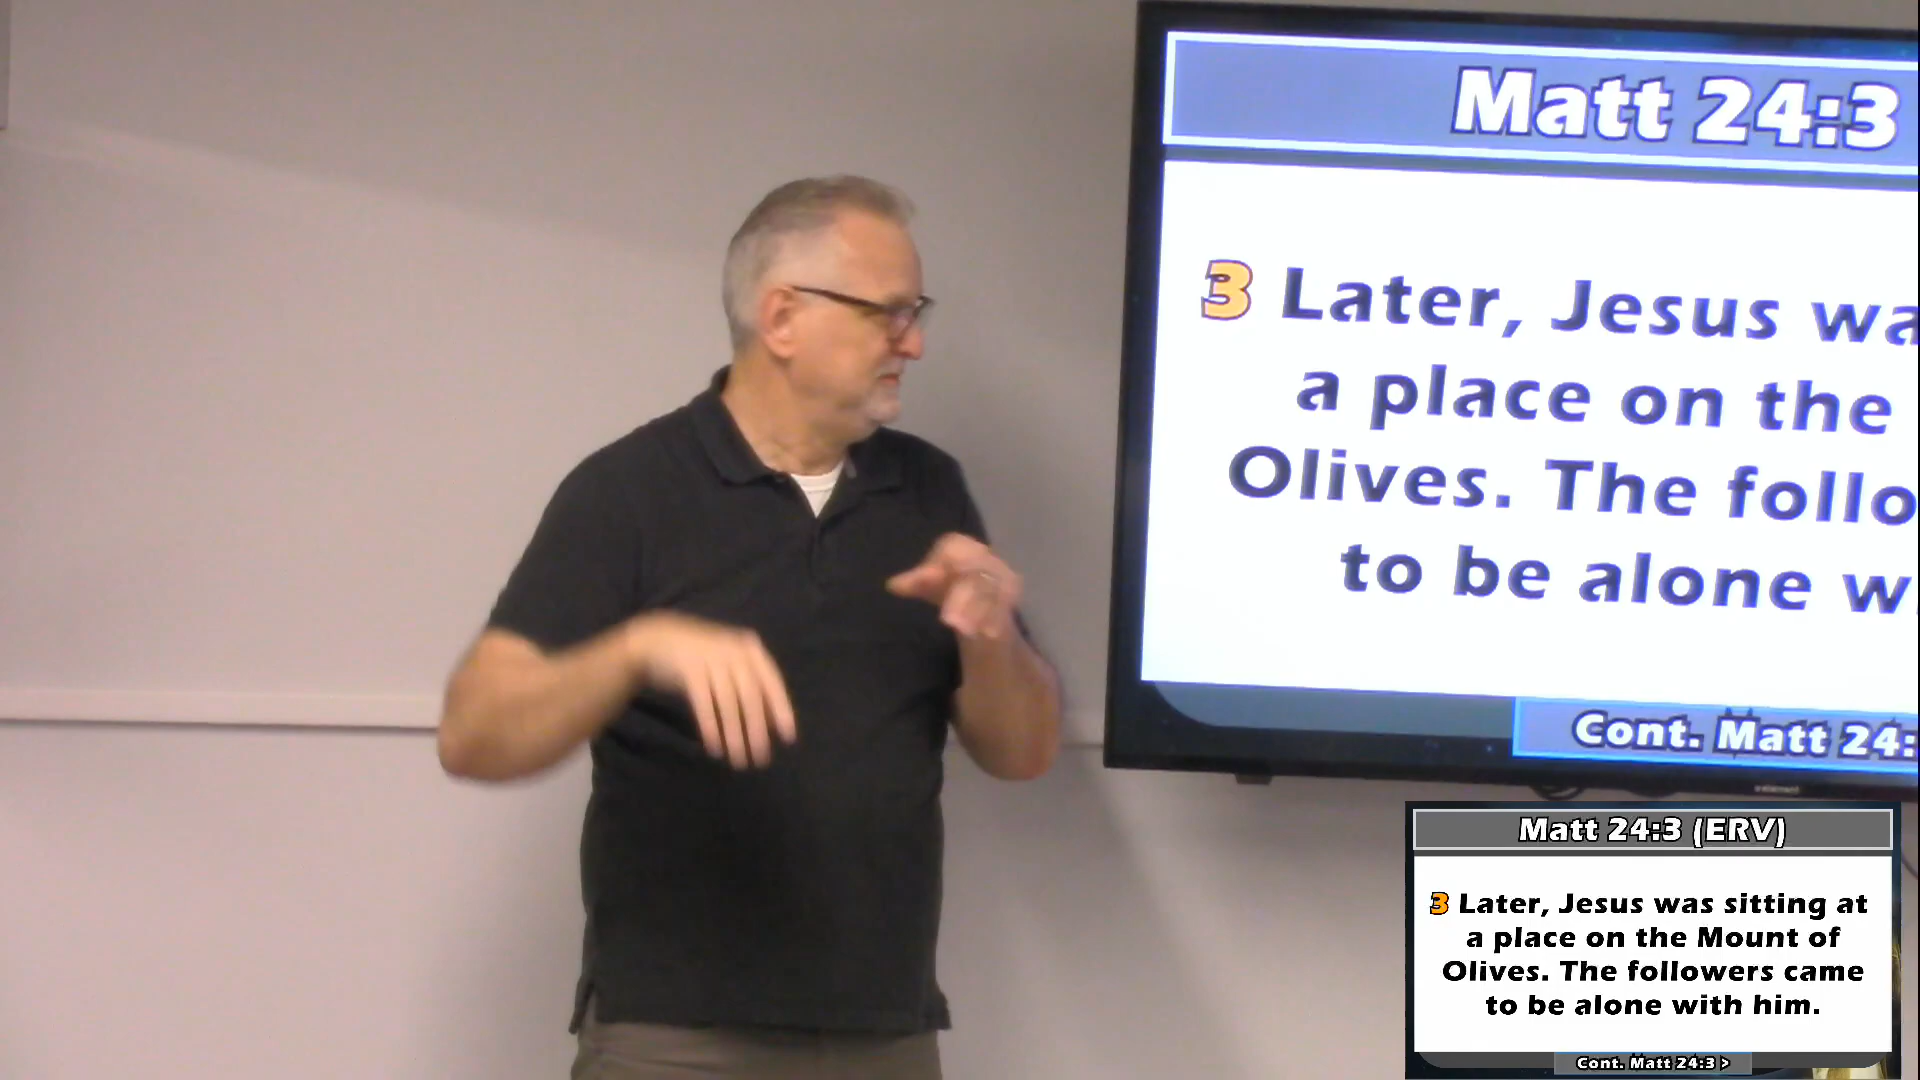 Matt 24:3
3 Later, Jesus wa
a place on the
Olives. The follo
to be alone w
Cont. Matt 24:
Matt 24:3 (ERV)
3 Later, Jesus was sitting at
a place on the Mount of
Olives. The followers came
to be alone with him.
Cont. Matt 24:3 >